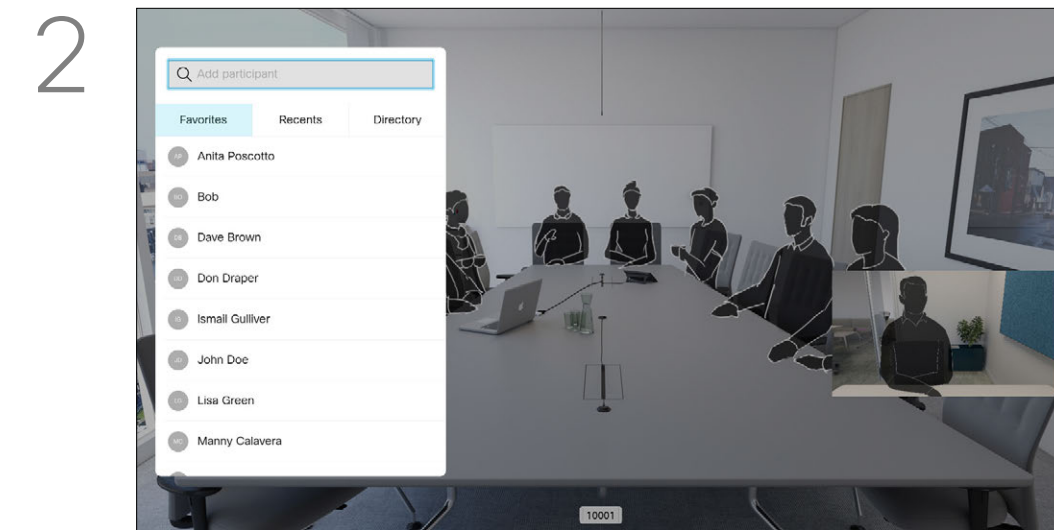 2
Add participant
Favorites Recents Directory
Anita Poscotto
Bob
Dave Brown
Don Draper
Ismail Gulliver
John Doe
Lisa Green
Manny Calavera
10001